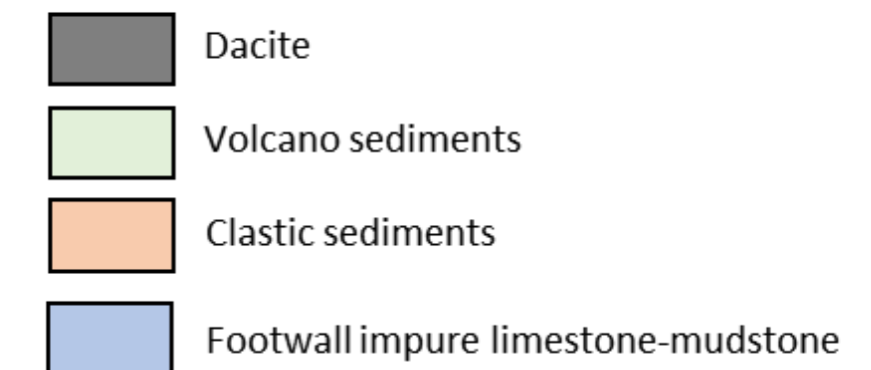 Dacite
Volcano sediments
Clastic sediments
Footwall impure limestone-mudstone